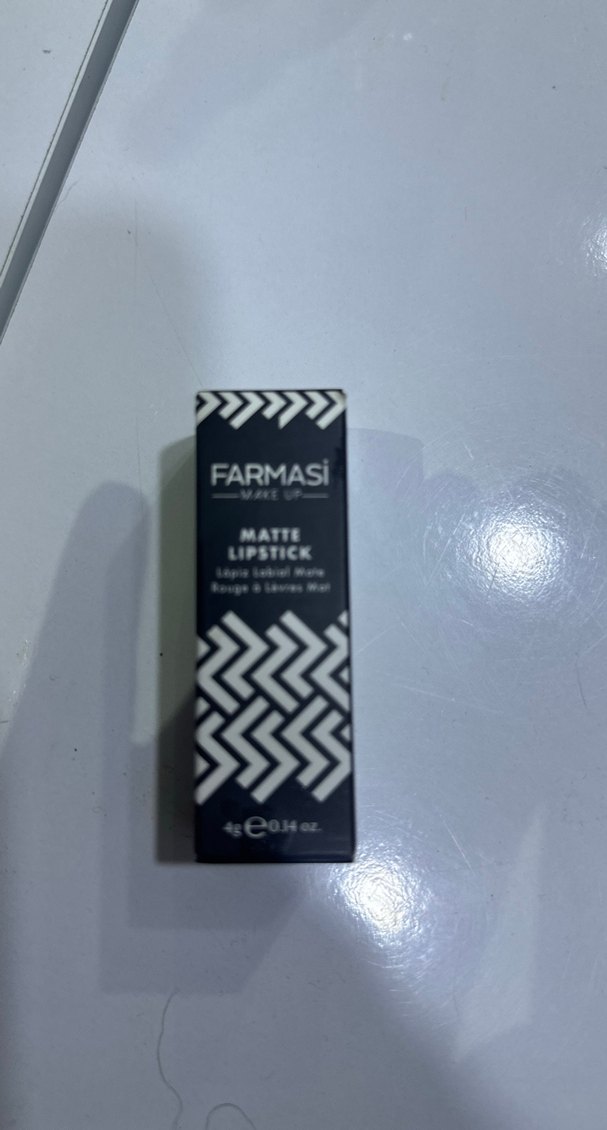 FARMASi
MAKE UP
MATTE
LIPSTICK
Lápiz Labial Mate
Rouge à Lèvres Mat
4g ℮ 0.14 oz.